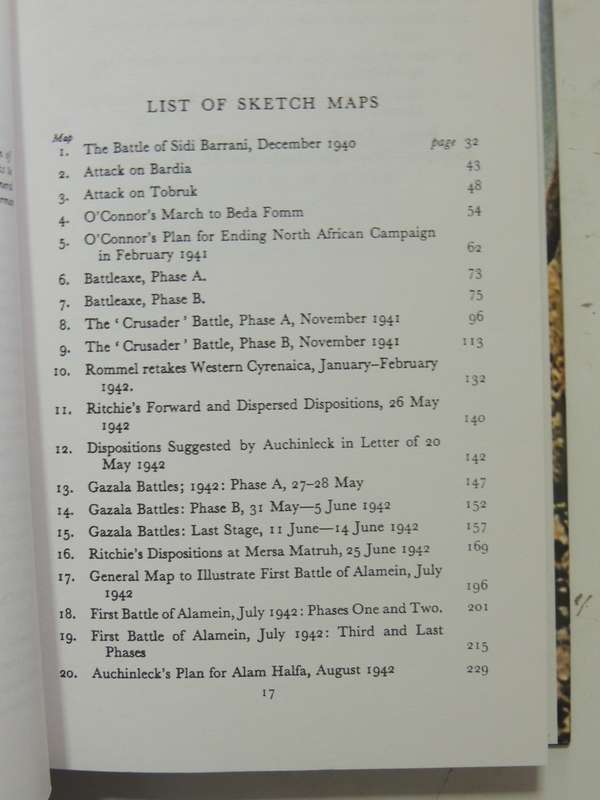 LIST OF SKETCH MAPS
Map
1. The Battle of Sidi Barrani, December 1940 page 32
2. Attack on Bardia 43
3. Attack on Tobruk 48
4. O'Connor's March to Beda Fomm 54
5. O'Connor's Plan for Ending North African Campaign
in February 1941 62
6. Battleaxe, Phase A. 73
7. Battleaxe, Phase B. 75
8. The ‘ Crusader ’ Battle, Phase A, November 1941 96
9. The ‘ Crusader ’ Battle, Phase B, November 1941 113
10. Rommel retakes Western Cyrenaica, January–February
1942. 132
11. Ritchie's Forward and Dispersed Dispositions, 26 May
1942 140
12. Dispositions Suggested by Auchinleck in Letter of 20
May 1942 142
13. Gazala Battles; 1942: Phase A, 27–28 May 147
14. Gazala Battles: Phase B, 31 May—5 June 1942 152
15. Gazala Battles: Last Stage, 11 June—14 June 1942 157
16. Ritchie's Dispositions at Mersa Matruh, 25 June 1942 169
17. General Map to Illustrate First Battle of Alamein, July
1942 196
18. First Battle of Alamein, July 1942: Phases One and Two. 201
19. First Battle of Alamein, July 1942: Third and Last
Phases 215
20. Auchinleck's Plan for Alam Halfa, August 1942 229
17